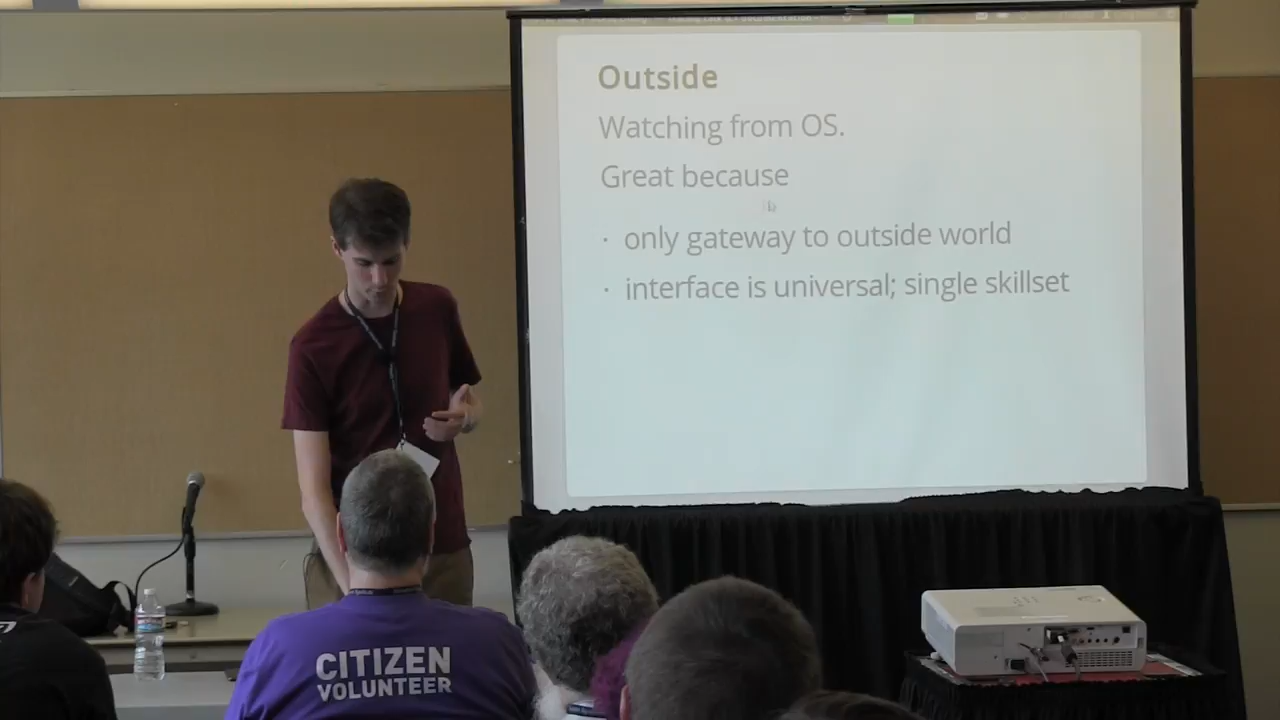 Outside
Watching from OS.
Great because
· only gateway to outside world
· interface is universal; single skillset
CITIZEN
VOLUNTEER